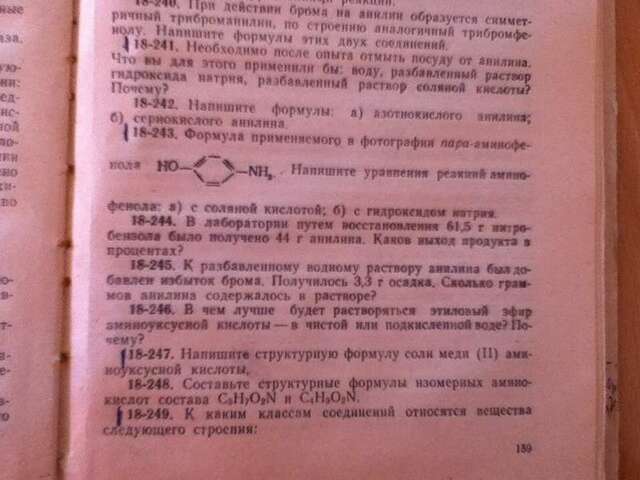 18-240. При действии брома на анилин образуется симмет-
ричный триброманилин, по строению аналогичный трибромфе-
нолу. Напишите формулы этих двух соединений.
18-241. Необходимо после опыта отмыть посуду от анилина.
Что вы для этого применили бы: воду, разбавленный раствор
гидроксида натрия, разбавленный раствор соляной кислоты?
Почему?
18-242. Напишите формулы: а) азотнокислого анилина;
б) сернокислого анилина.
18-243. Формула применяемого в фотографии пара-аминофе-
нола HO— —NH₂. Напишите уравнения реакций амино-
фенола: а) с соляной кислотой; б) с гидроксидом натрия.
18-244. В лаборатории путем восстановления 61,5 г нитро-
бензола было получено 44 г анилина. Каков выход продукта в
процентах?
18-245. К разбавленному водному раствору анилина был до-
бавлен избыток брома. Получилось 3,3 г осадка. Сколько грам-
мов анилина содержалось в растворе?
18-246. В чем лучше будет растворяться этиловый эфир
аминоуксусной кислоты — в чистой или подкисленной воде? По-
чему?
18-247. Напишите структурную формулу соли меди (II) ами-
ноуксусной кислоты.
18-248. Составьте структурные формулы изомерных амино-
кислот состава C₃H₇O₂N и C₄H₉O₂N.
18-249. К каким классам соединений относятся вещества
следующего строения:
159